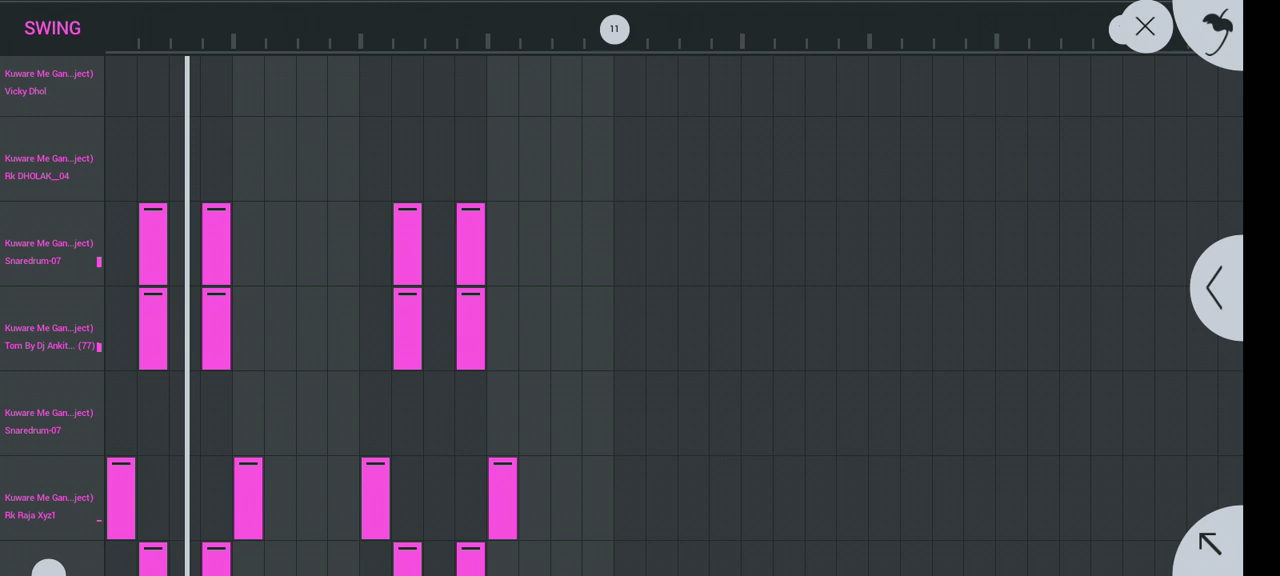 SWING
11
Kuware Me Gan...ject)
Vicky Dhol
Kuware Me Gan...ject)
Rk DHOLAK__04
Kuware Me Gan...ject)
Snaredrum-07
Kuware Me Gan...ject)
Tom By Dj Ankit... (77)
Kuware Me Gan...ject)
Snaredrum-07
Kuware Me Gan...ject)
Rk Raja Xyz1